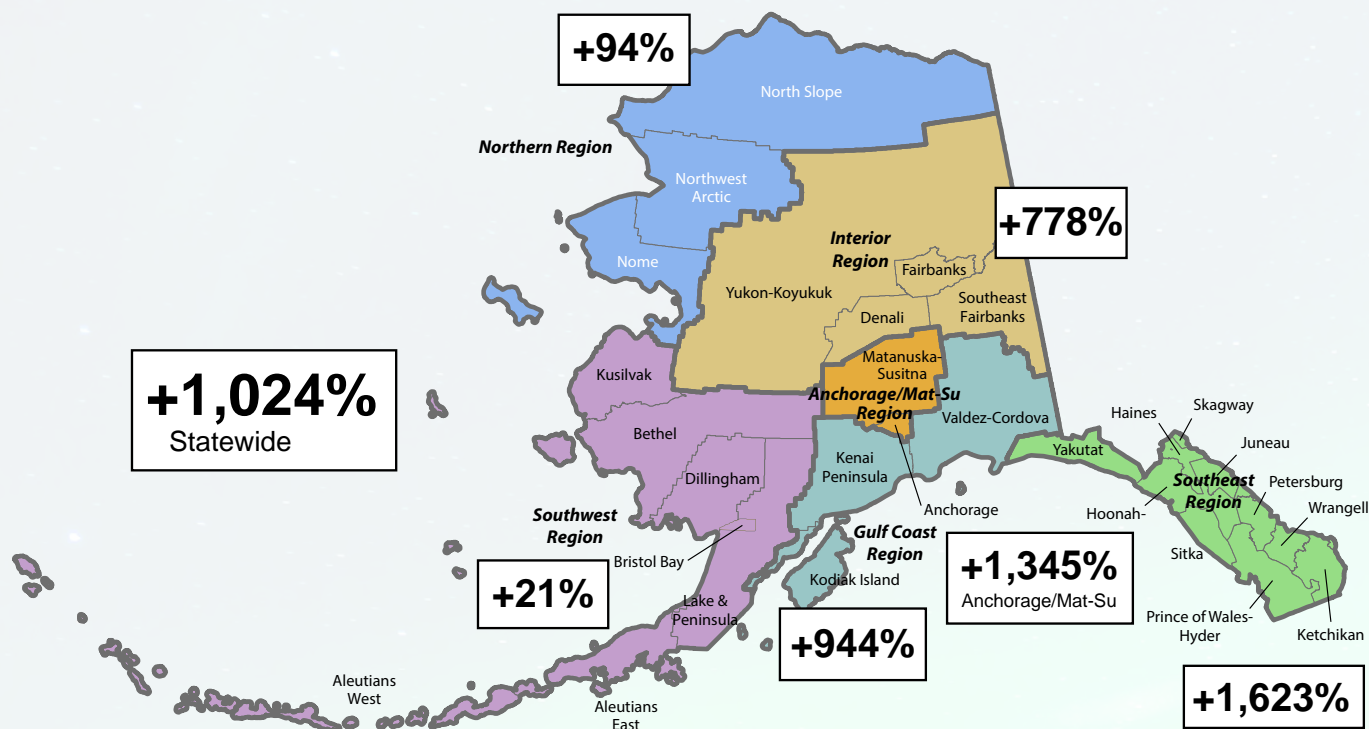 +94%
North Slope
Northern Region
Northwest
Arctic
Nome
+778%
Interior
Region
Fairbanks
Yukon-Koyukuk
Southeast
Fairbanks
Denali
+1,024%
Statewide
Kusilvak
Bethel
Dillingham
Matanuska-
Susitna
Anchorage/Mat-Su
Region
Valdez-Cordova
Kenai
Peninsula
Anchorage
Haines
Skagway
Juneau
Yakutat
Southeast
Region
Petersburg
Wrangell
Hoonah-
Sitka
Prince of Wales-
Hyder
Ketchikan
Southwest
Region
Bristol Bay
Gulf Coast
Region
Kodiak Island
+1,345%
Anchorage/Mat-Su
+21%
Lake &
Peninsula
+944%
+1,623%
Aleutians
West
Aleutians
East